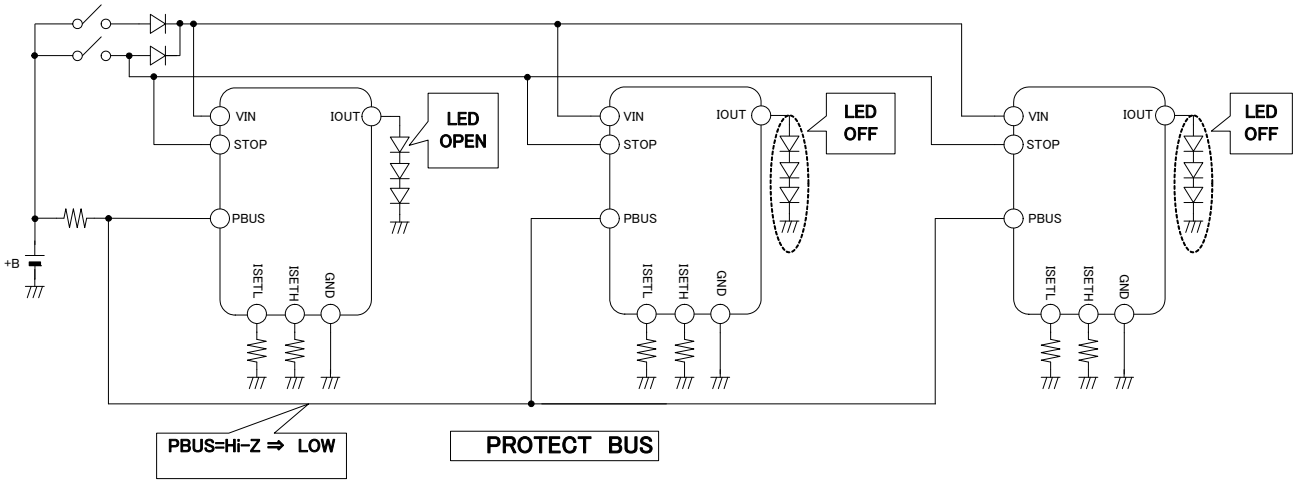 VIN
STOP
PBUS
IOUT
ISETL
ISETH
GND
LED
OPEN
VIN
STOP
PBUS
IOUT
ISETL
ISETH
GND
LED
OFF
VIN
STOP
PBUS
IOUT
ISETL
ISETH
GND
LED
OFF
+B
PBUS=Hi-Z ⇒ LOW
PROTECT BUS